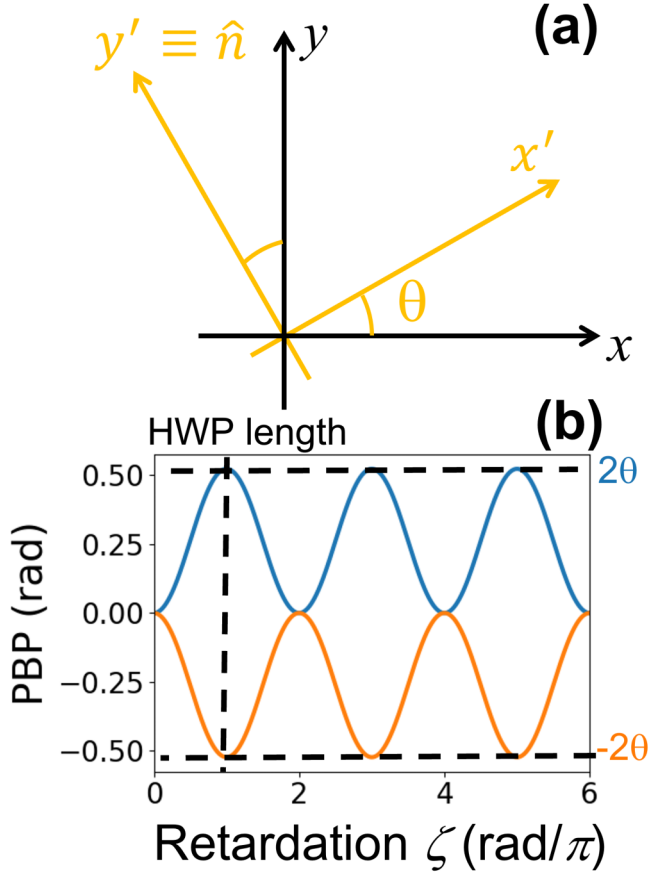 (a)
y' ≡ n̂
y
x'
θ
x
(b)
HWP length
0.50
2θ
0.25
PBP (rad)
0.00
−0.25
−0.50
-2θ
0 2 4 6
Retardation ζ (rad/π)